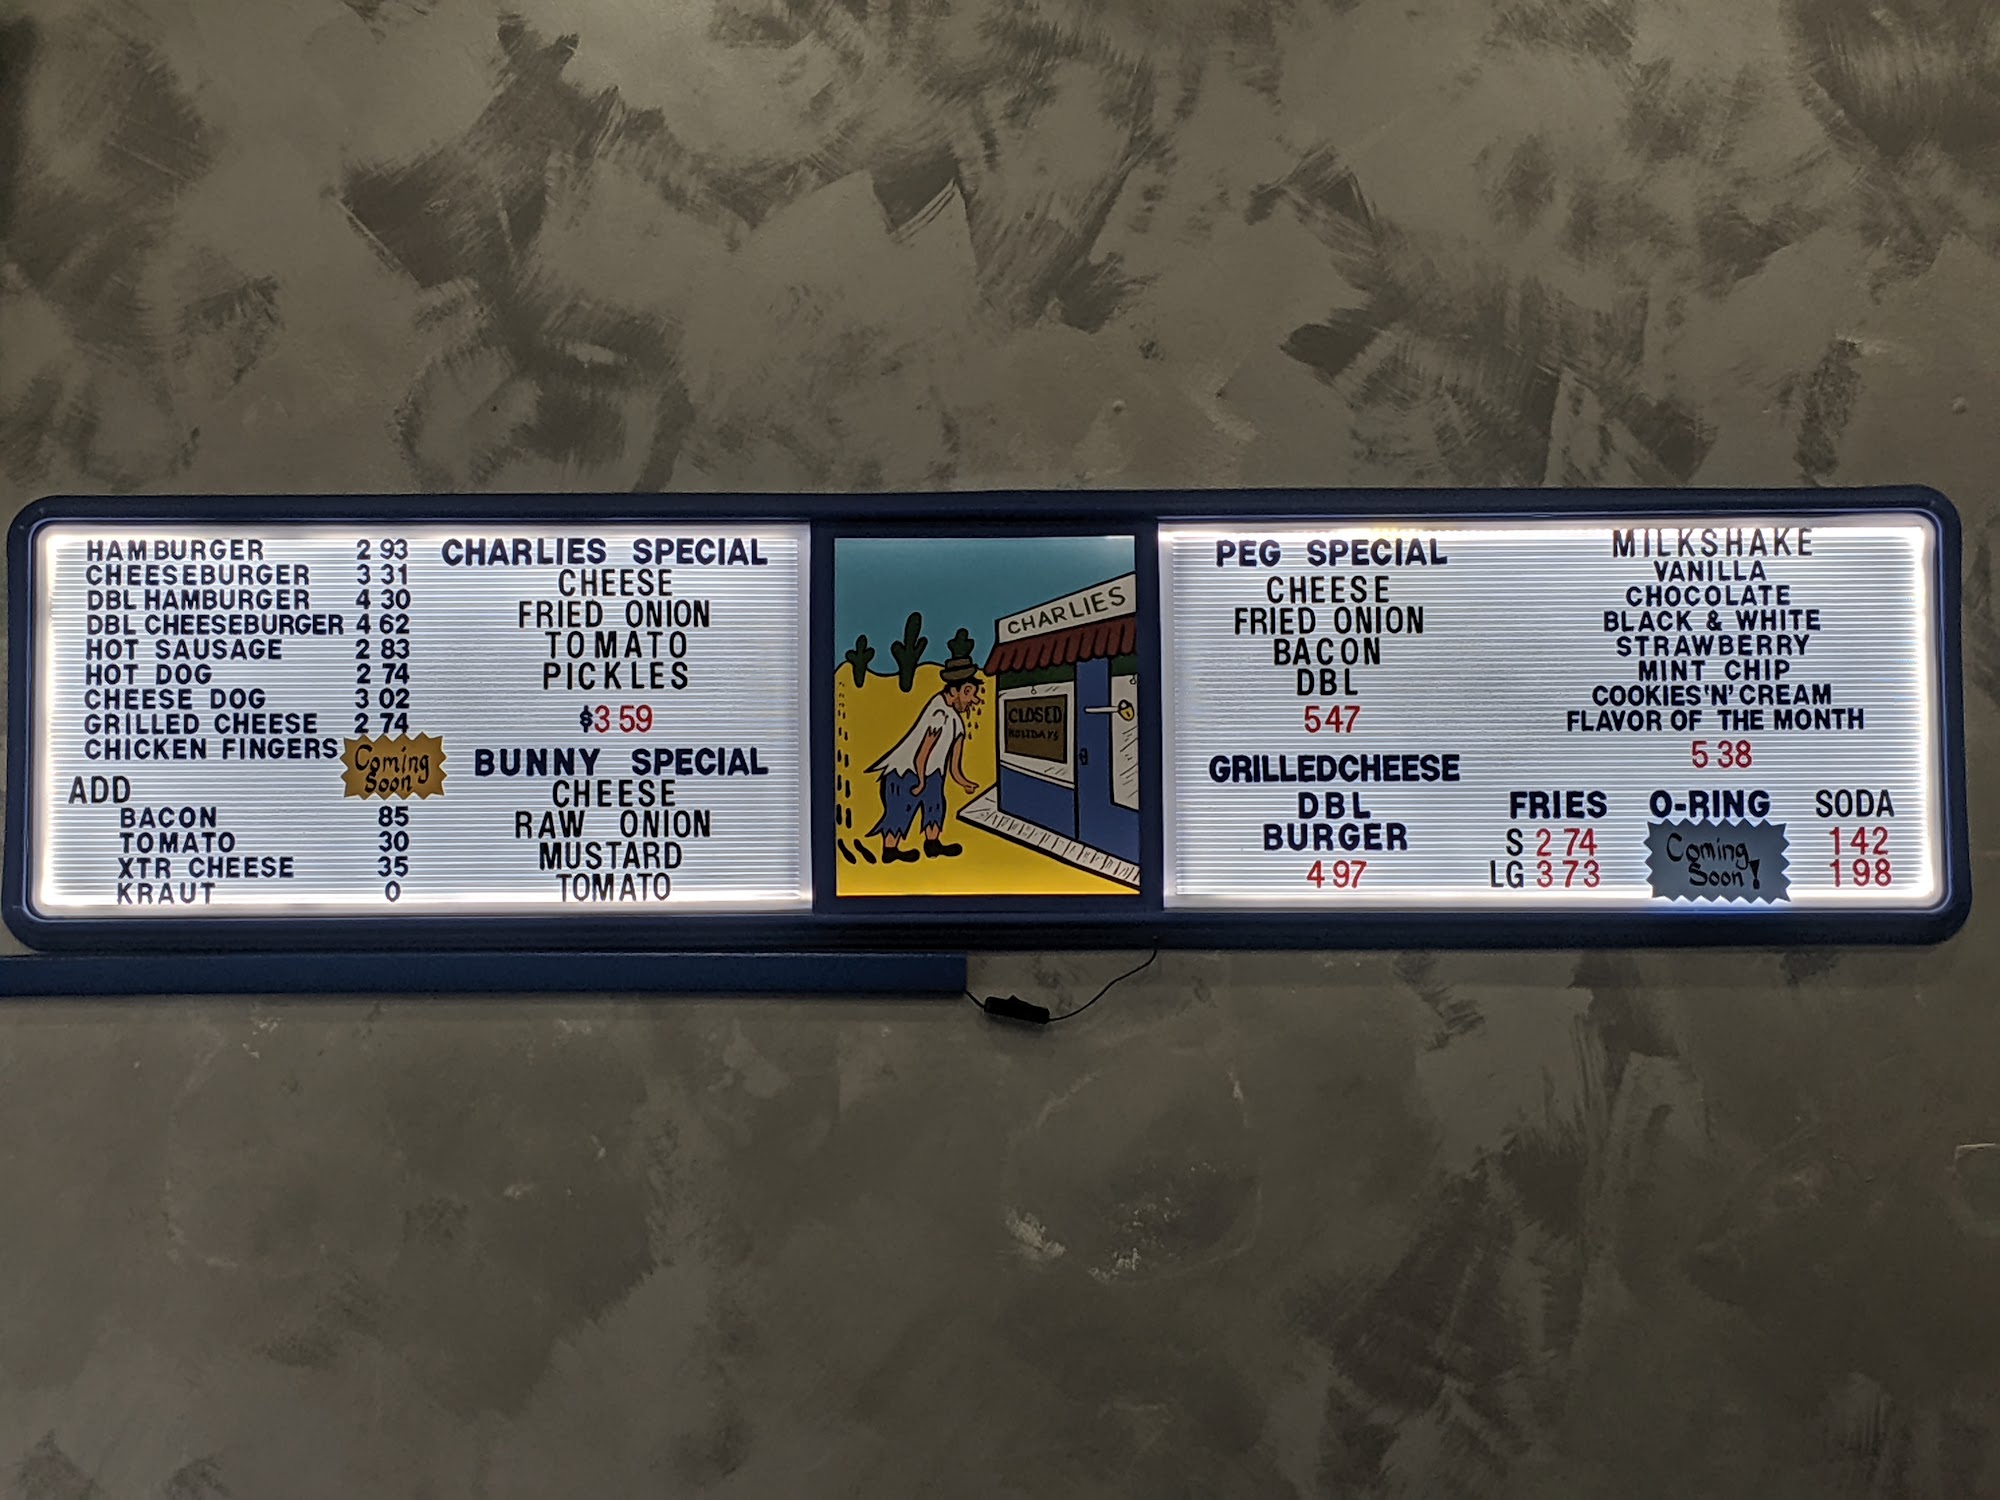 HAMBURGER 2 93
CHEESEBURGER 3 31
DBL HAMBURGER 4 30
DBL CHEESEBURGER 4 62
HOT SAUSAGE 2 83
HOT DOG 2 74
CHEESE DOG 3 02
GRILLED CHEESE 2 74
CHICKEN FINGERS
Coming
Soon
ADD
BACON 85
TOMATO 30
XTR CHEESE 35
KRAUT 0
CHARLIES SPECIAL
CHEESE
FRIED ONION
TOMATO
PICKLES
$3 59
BUNNY SPECIAL
CHEESE
RAW ONION
MUSTARD
TOMATO
CHARLIES
CLOSED
HOLIDAYS
PEG SPECIAL
CHEESE
FRIED ONION
BACON
DBL
5 47
GRILLEDCHEESE
DBL
BURGER
4 97
MILKSHAKE
VANILLA
CHOCOLATE
BLACK & WHITE
STRAWBERRY
MINT CHIP
COOKIES'N'CREAM
FLAVOR OF THE MONTH
5 38
FRIES
S 2 74
LG 3 73
O-RING
Coming
Soon!
SODA
1 42
1 98